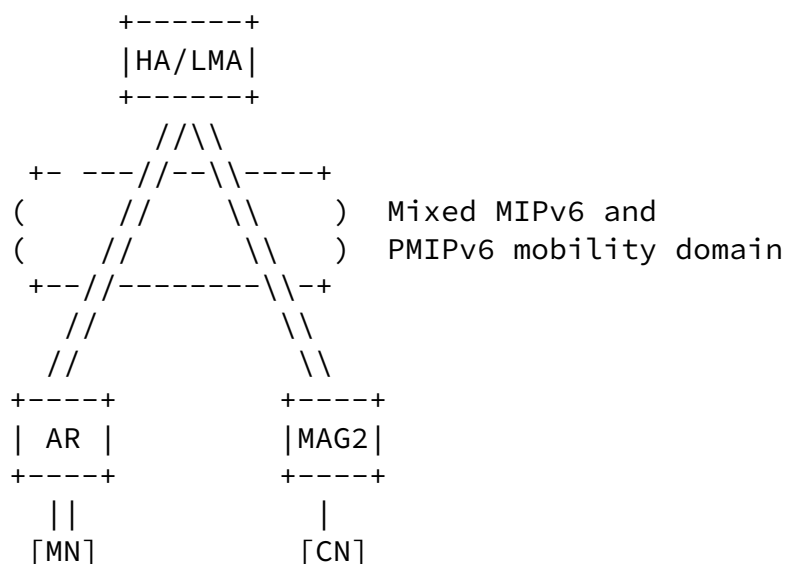 +------+
|HA/LMA|
+------+
//\\
+- ---//--\\----+
( // \\ ) Mixed MIPv6 and
( // \\ ) PMIPv6 mobility domain
+--//--------\\-+
// \\
// \\
+----+ +----+
| AR | |MAG2|
+----+ +----+
|| |
[MN] [CN]